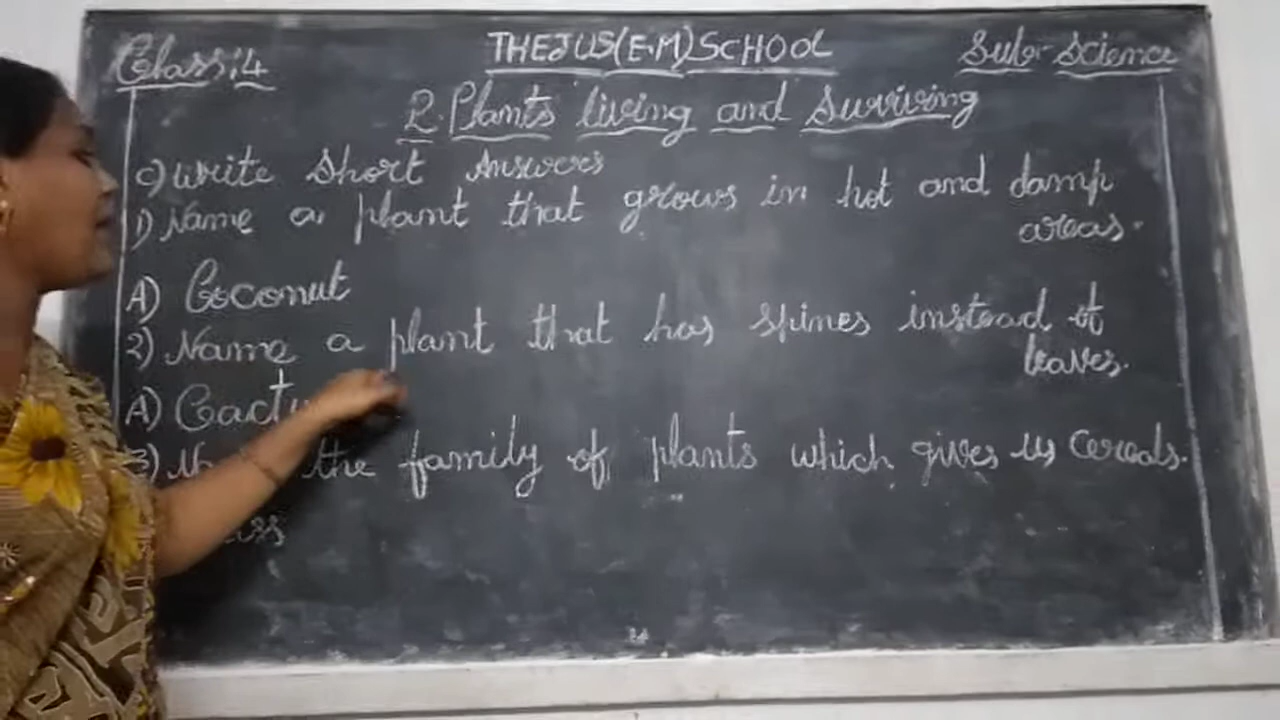 Class:4
THEJUS(E.M)SCHOOL
Sub- Science
2. Plants living and Surviving
c) Write Short Answers
1) Name a plant that grows in hot and damp
areas.
A) Coconut
2) Name a plant that has spines instead of
leaves.
A)
3) the family of plants which gives us Cereals.